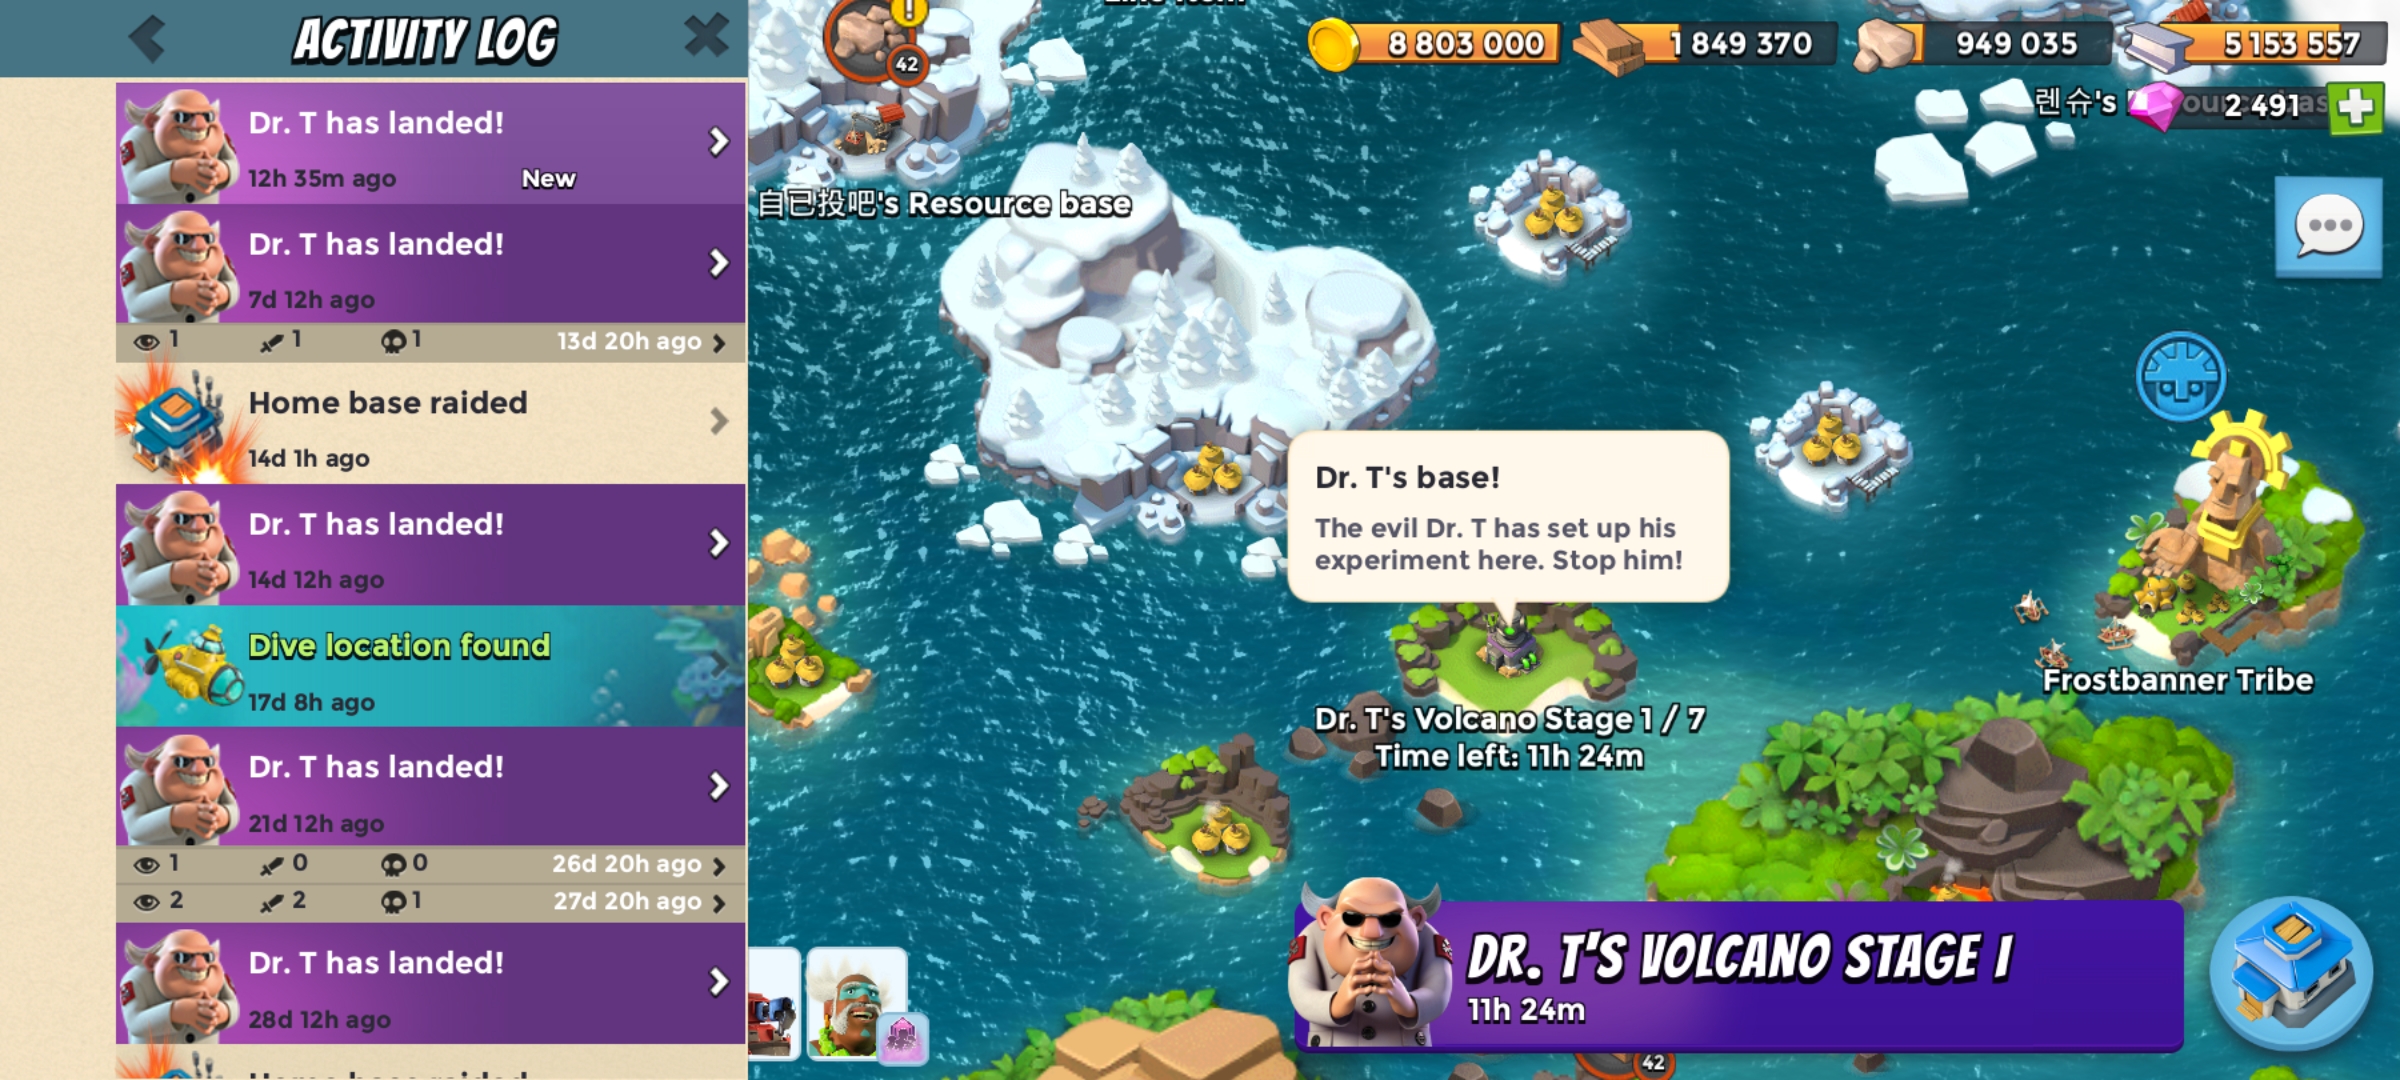 ACTIVITY LOG
Dr. T has landed!
12h 35m ago
New
Dr. T has landed!
7d 12h ago
1 1 1 13d 20h ago
Home base raided
14d 1h ago
Dr. T has landed!
14d 12h ago
Dive location found
17d 8h ago
Dr. T has landed!
21d 12h ago
1 0 0 26d 20h ago
2 2 1 27d 20h ago
Dr. T has landed!
28d 12h ago
42
8 803 000
1 849 370
949 035
5 153 557
렌슈's
2 491
自已投吧's Resource base
Dr. T's base!
The evil Dr. T has set up his
experiment here. Stop him!
Dr. T's Volcano Stage 1 / 7
Time left: 11h 24m
Frostbanner Tribe
DR. T'S VOLCANO STAGE 1
11h 24m
42